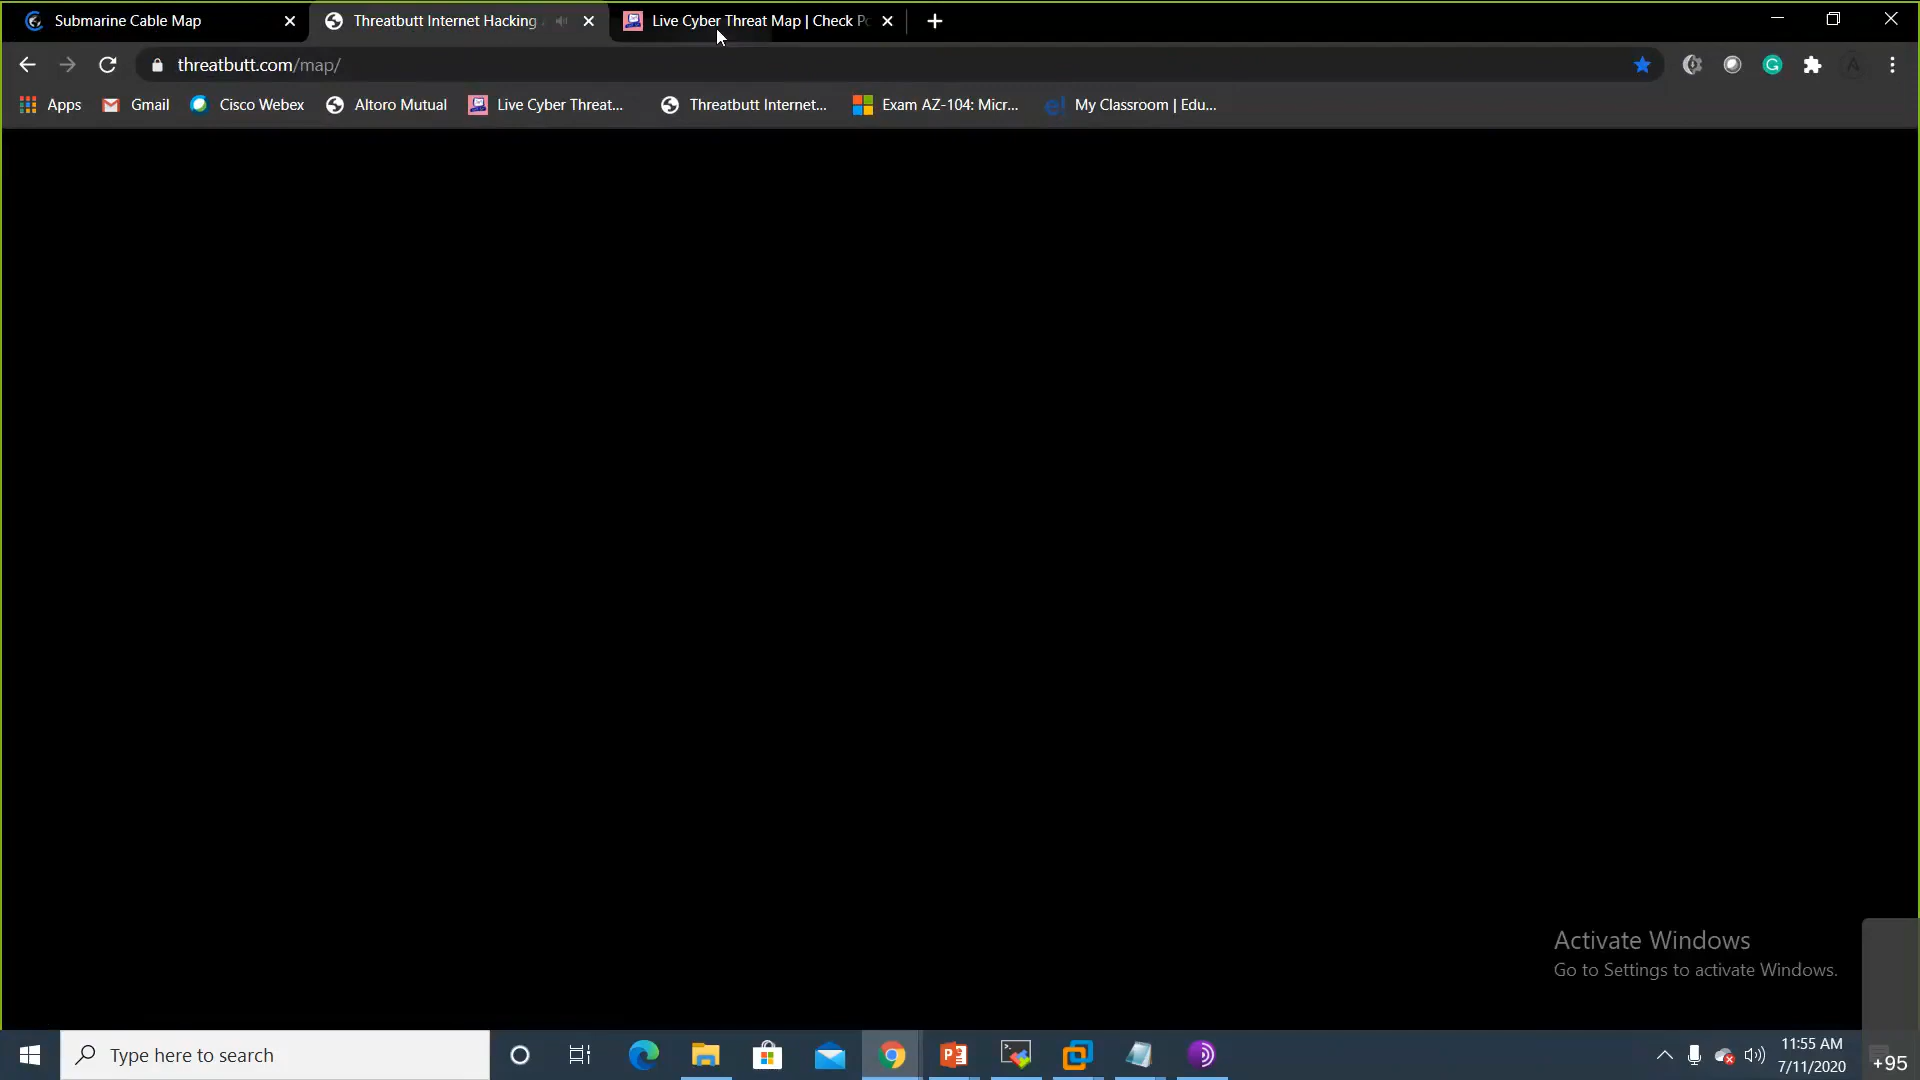 Submarine Cable Map
Threatbutt Internet Hacking
Live Cyber Threat Map | Check Po
threatbutt.com/map/
Apps
Gmail
Cisco Webex
Altoro Mutual
Live Cyber Threat...
Threatbutt Internet...
Exam AZ-104: Micr...
My Classroom | Edu...
Activate Windows
Go to Settings to activate Windows.
Type here to search
11:55 AM
7/11/2020
+95